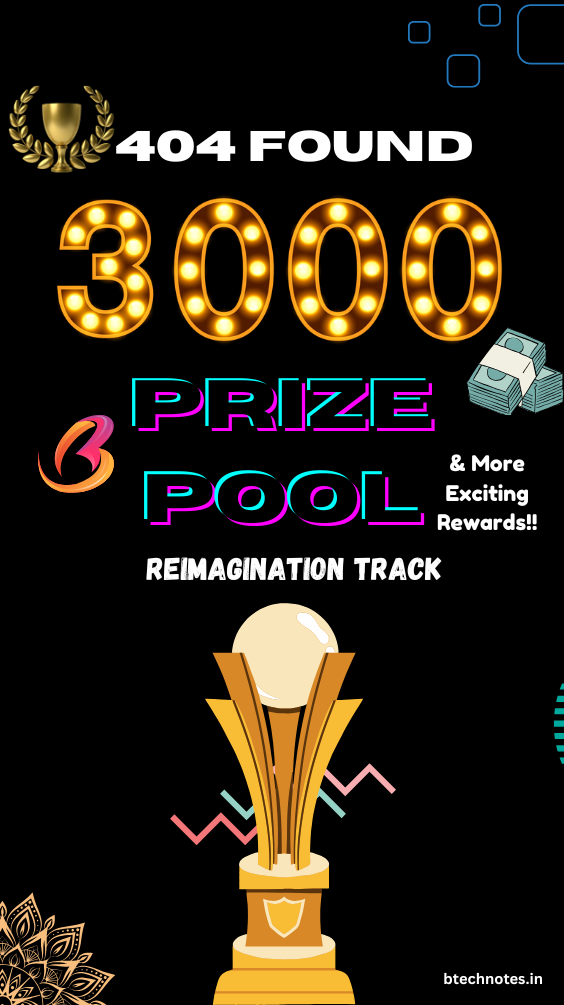 404 FOUND
3000
PRIZE
POOL
& More
Exciting
Rewards!!
REIMAGINATION TRACK
btechnotes.in